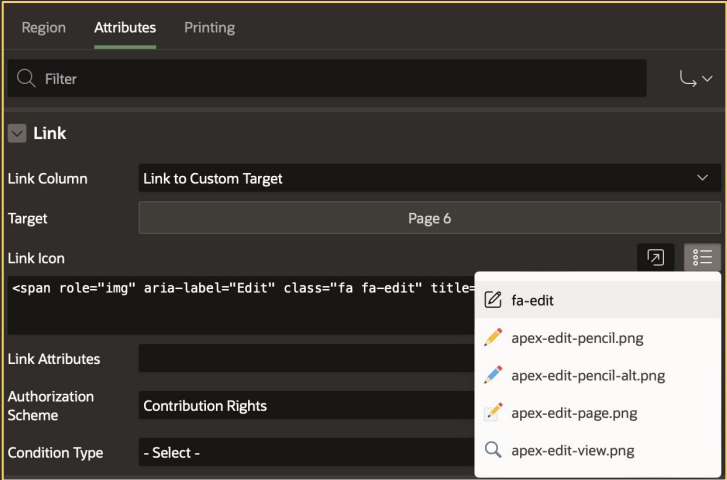 Region Attributes Printing
Filter
Link
Link Column Link to Custom Target
Target Page 6
Link Icon
<span role="img" aria-label="Edit" class="fa fa-edit" title=
fa-edit
apex-edit-pencil.png
Link Attributes
apex-edit-pencil-alt.png
Authorization
Scheme
Contribution Rights
apex-edit-page.png
Condition Type - Select -
apex-edit-view.png